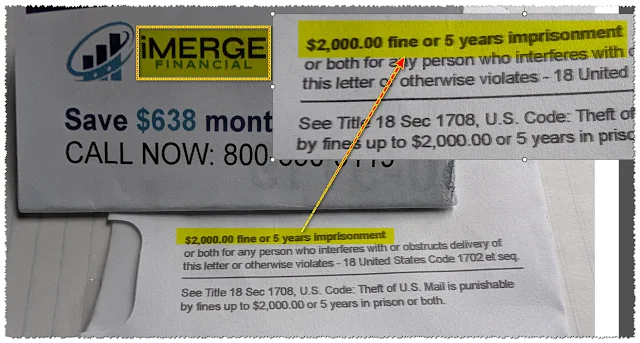 iMERGE
FINANCIAL
Save $638 mont
CALL NOW: 800
$2,000.00 fine or 5 years imprisonment
or both for any person who interferes with
this letter or otherwise violates - 18 United
See Title 18 Sec 1708, U.S. Code: Theft of
by fines up to $2,000.00 or 5 years in priso
$2,000.00 fine or 5 years imprisonment
or both for any person who interferes with or obstructs delivery of
this letter or otherwise violates - 18 United States Code 1702 et seq.
See Title 18 Sec 1708, U.S. Code: Theft of U.S. Mail is punishable
by fines up to $2,000.00 or 5 years in prison or both.